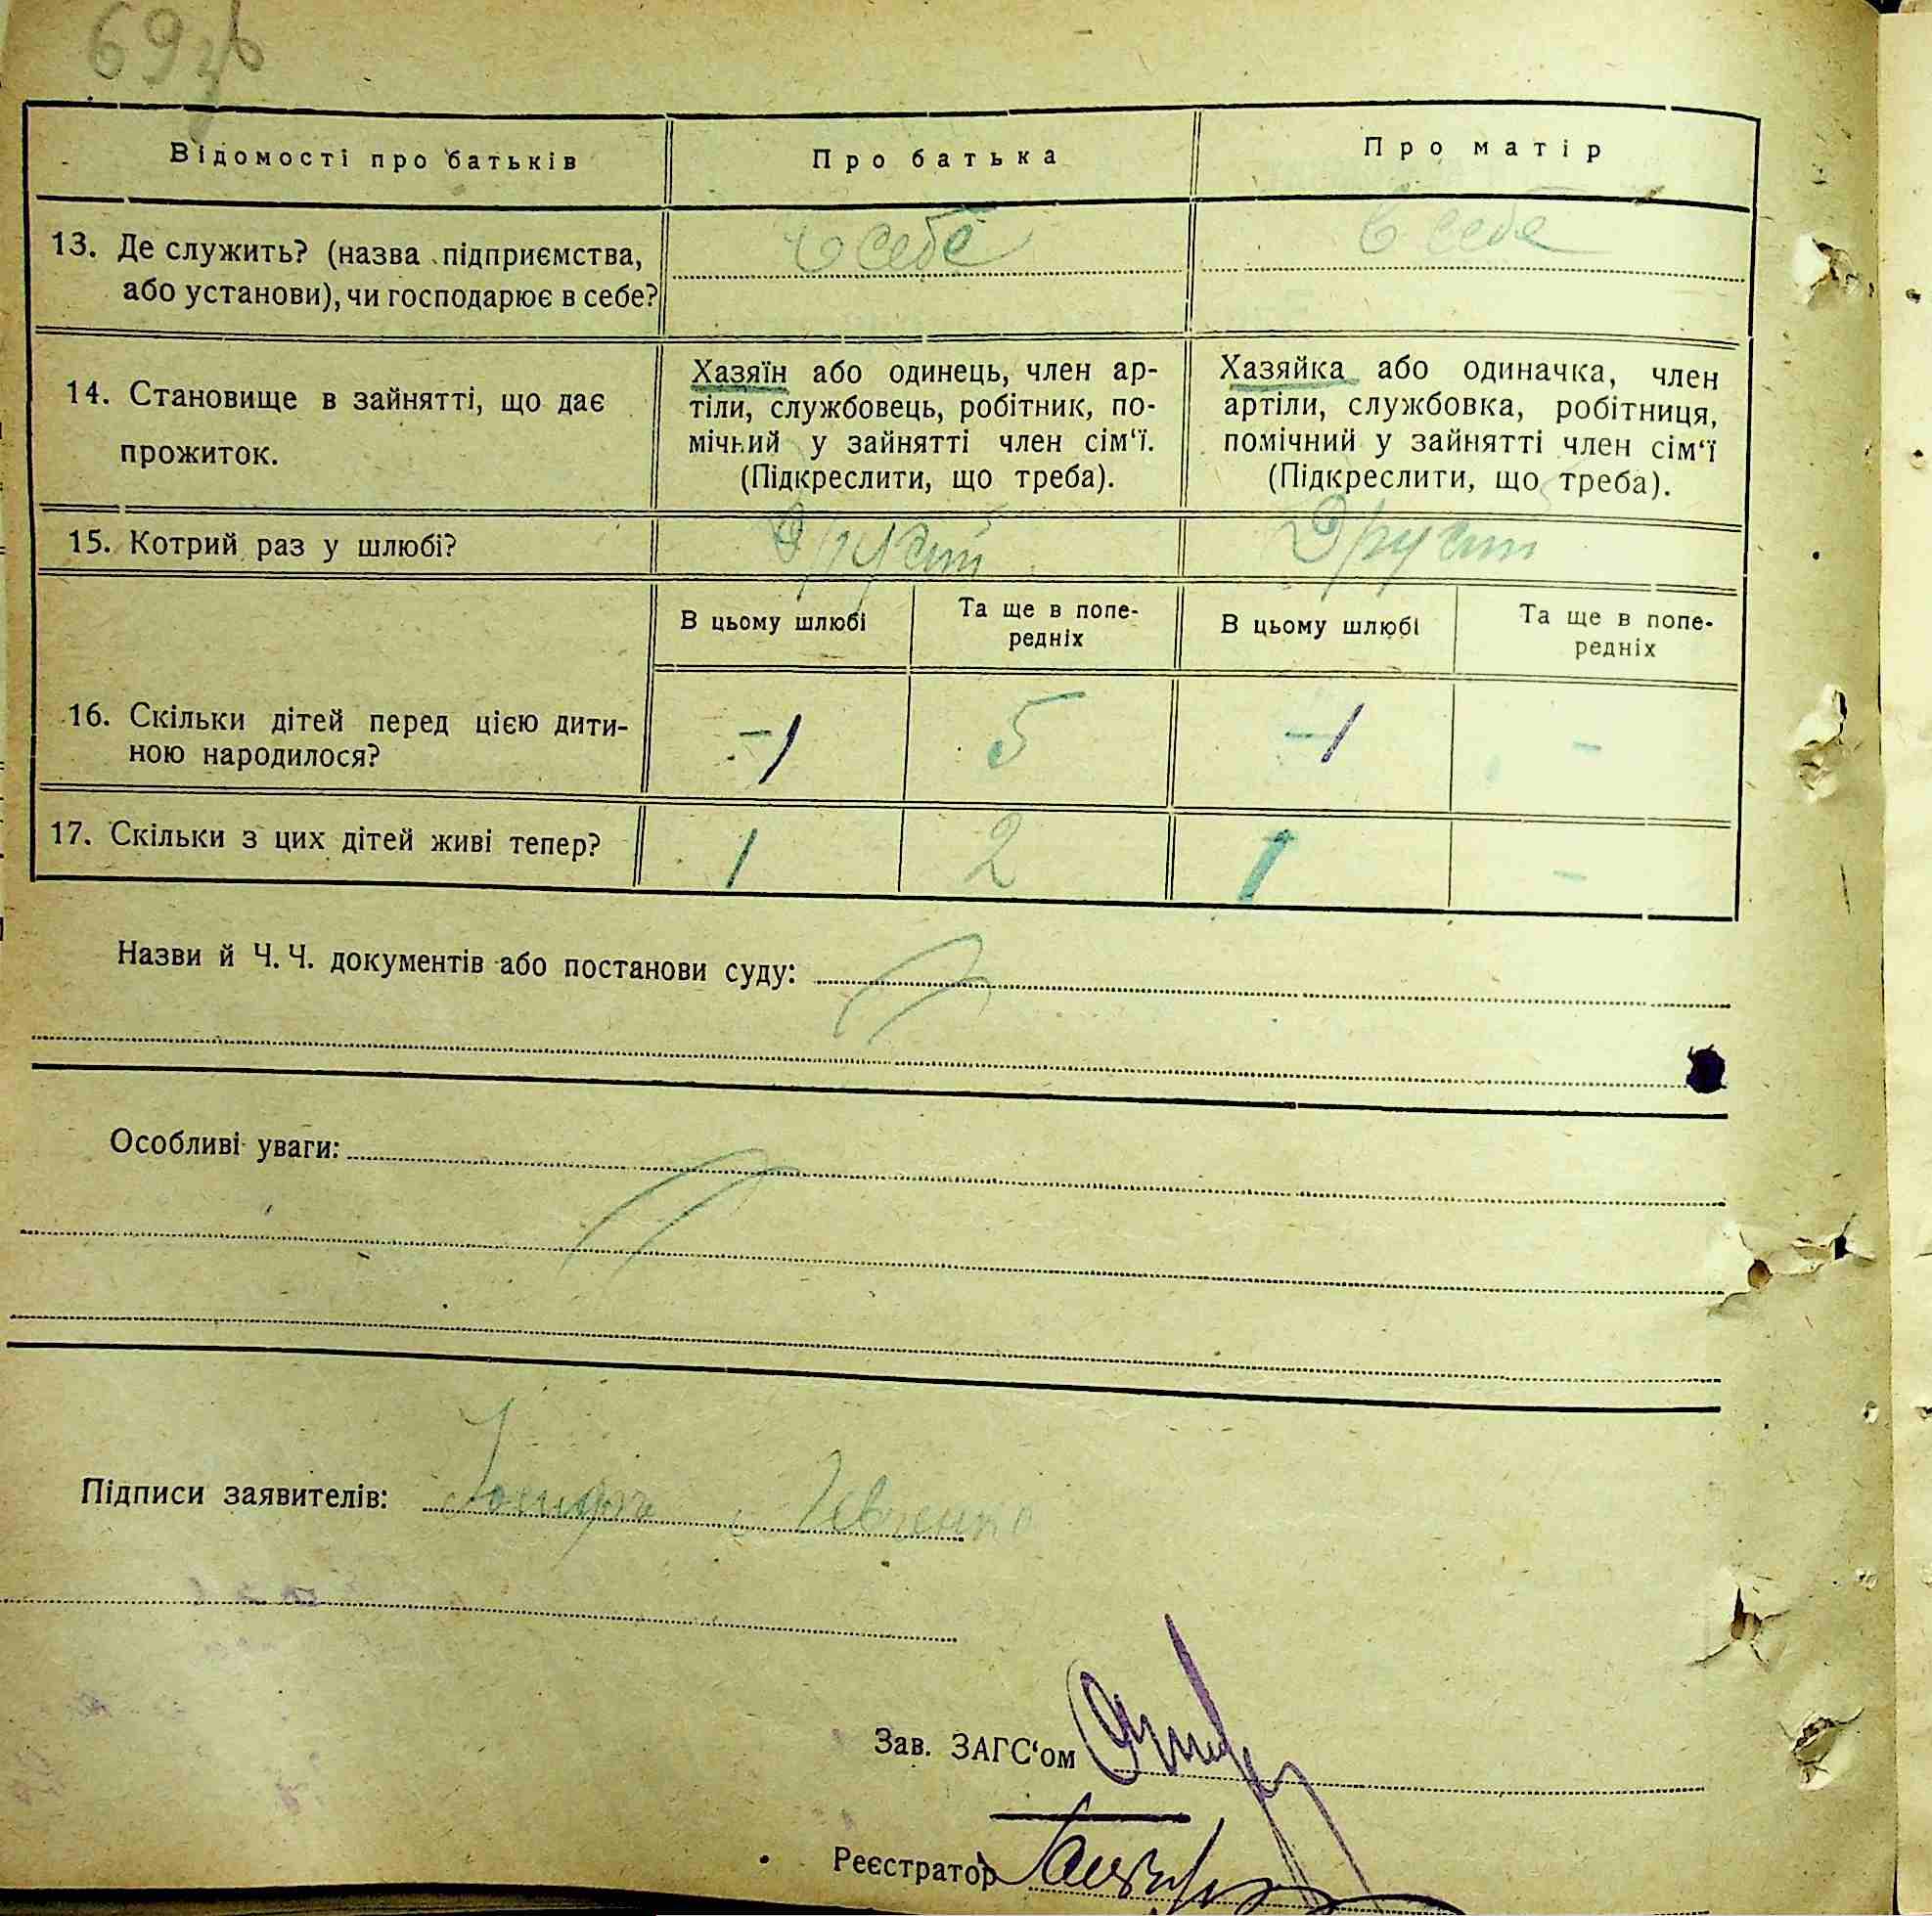 69зв
Відомості про батьків
Про батька
Про матір
13. Де служить? (назва підприємства,
або установи), чи господарює в себе?
в себе
в себе
14. Становище в зайнятті, що дає
прожиток.
Хазяїн або одинець, член ар-
тіли, службовець, робітник, по-
мічний у зайнятті член сім‘ї.
(Підкреслити, що треба).
Хазяйка або одиначка, член
артіли, службовка, робітниця,
помічний у зайнятті член сім‘ї
(Підкреслити, що треба).
15. Котрий раз у шлюбі?
Другий
Другий
В цьому шлюбі
Та ще в попе-
редніх
В цьому шлюбі
Та ще в попе-
редніх
16. Скільки дітей перед цією дити-
ною народилося?
-1 5 -1 -
17. Скільки з цих дітей живі тепер?
1 2 1 -
Назви й Ч. Ч. документів або постанови суду:
Особливі уваги:
Підписи заявителів:
Зав. ЗАГС‘ом
Реєстратор